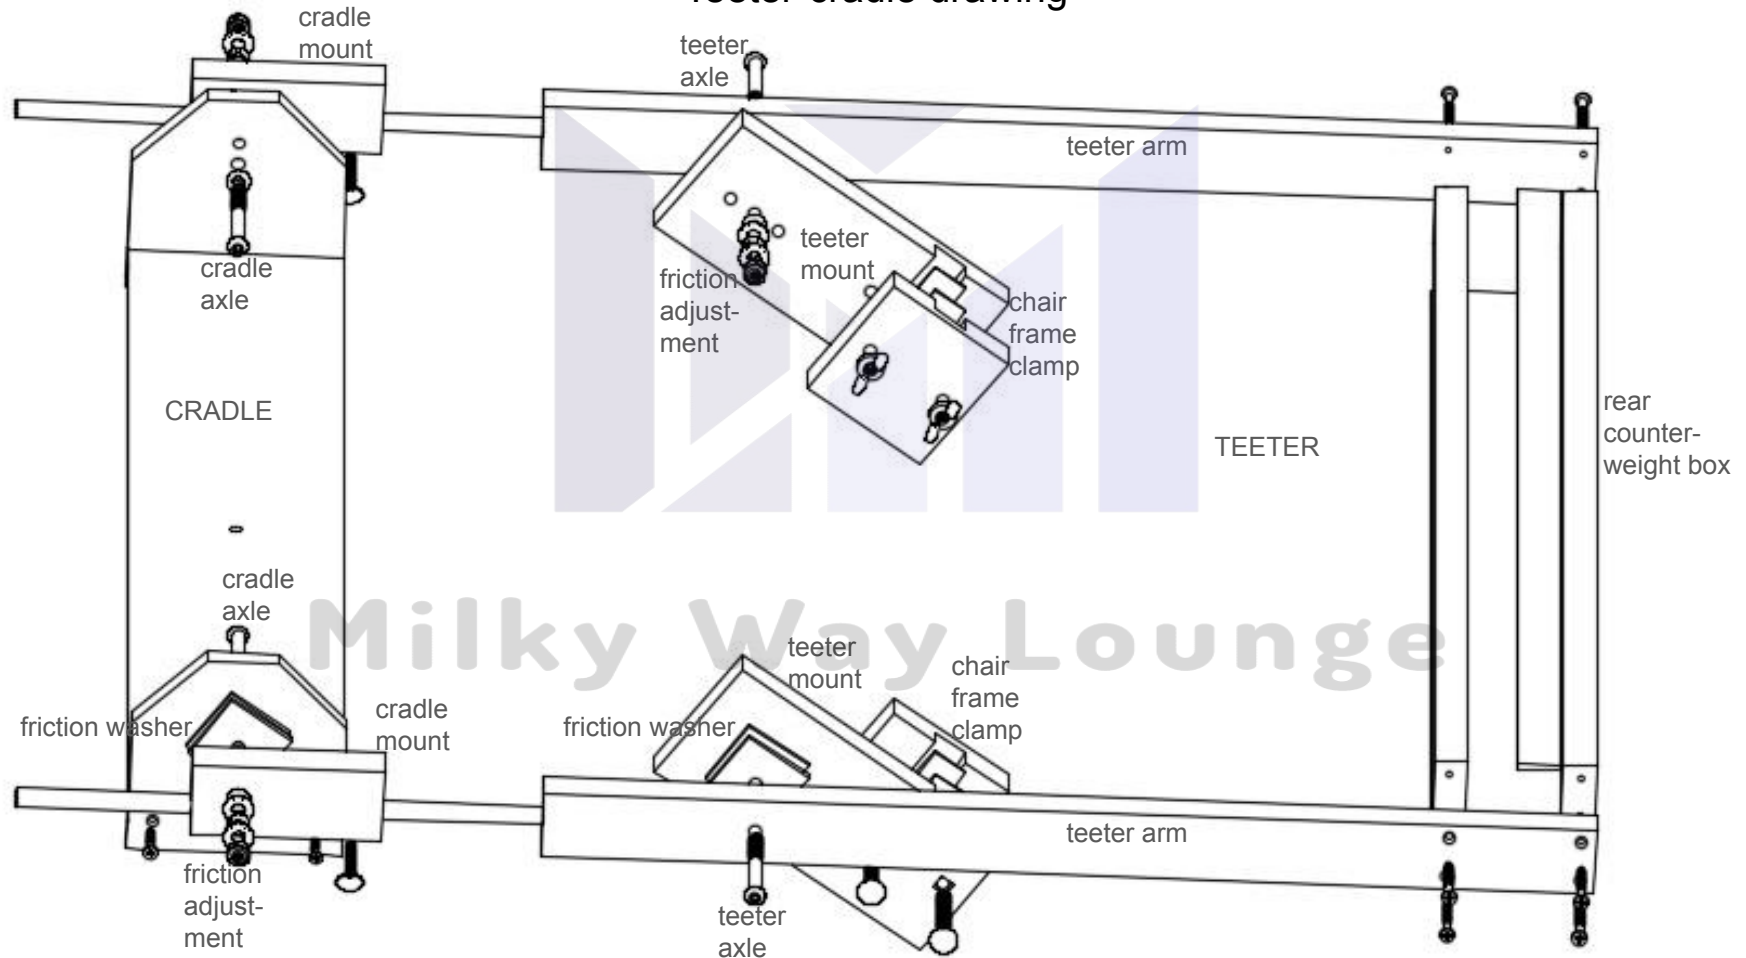 Teeter-cradle drawing
cradle
mount
teeter
axle
teeter arm
teeter
mount
friction
adjust-
ment
cradle
axle
chair
frame
clamp
CRADLE
TEETER
rear
counter-
weight box
cradle
axle
Milky Way Lounge
teeter
mount
chair
frame
clamp
friction washer
cradle
mount
friction washer
teeter arm
friction
adjust-
ment
teeter
axle